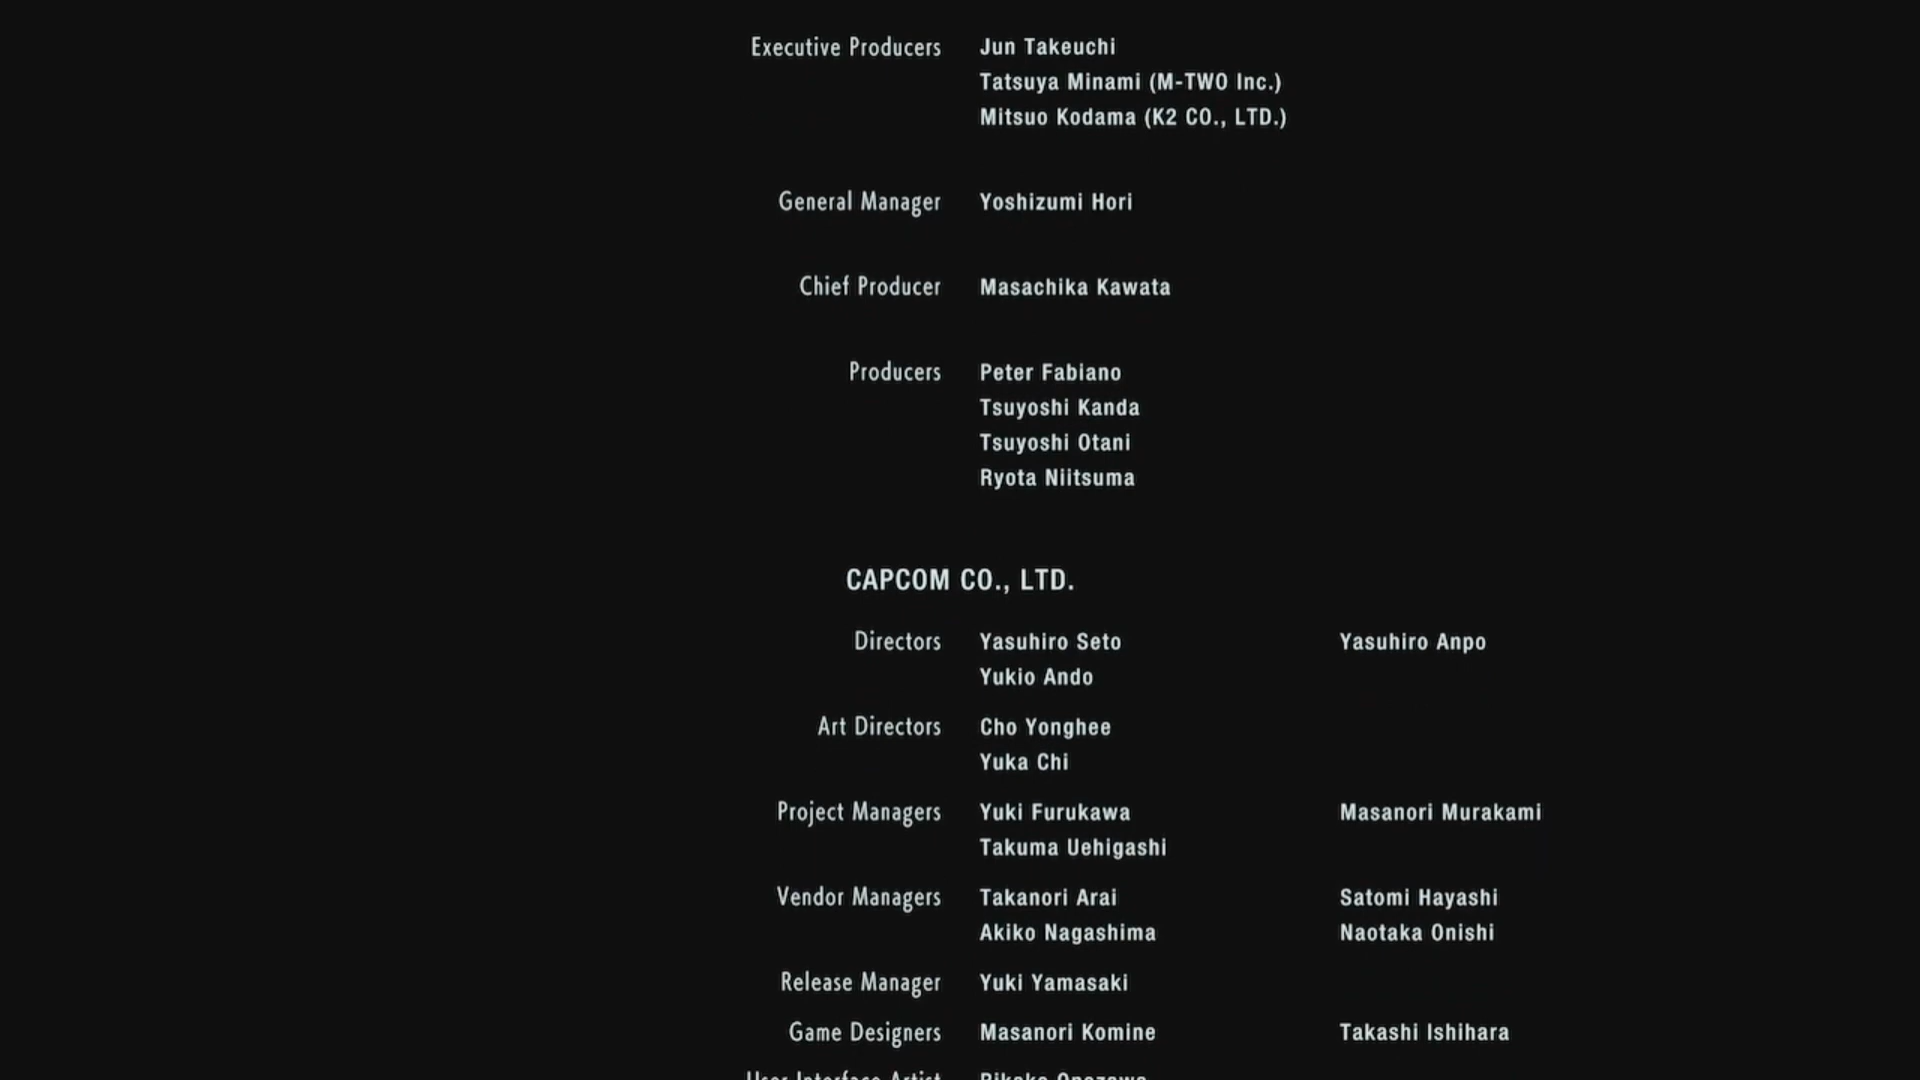 Executive Producers Jun Takeuchi
Tatsuya Minami (M-TWO Inc.)
Mitsuo Kodama (K2 CO., LTD.)
General Manager Yoshizumi Hori
Chief Producer Masachika Kawata
Producers Peter Fabiano
Tsuyoshi Kanda
Tsuyoshi Otani
Ryota Niitsuma
CAPCOM CO., LTD.
Directors Yasuhiro Seto Yasuhiro Anpo
Yukio Ando
Art Directors Cho Yonghee
Yuka Chi
Project Managers Yuki Furukawa Masanori Murakami
Takuma Uehigashi
Vendor Managers Takanori Arai Satomi Hayashi
Akiko Nagashima Naotaka Onishi
Release Manager Yuki Yamasaki
Game Designers Masanori Komine Takashi Ishihara
User Interface Artist